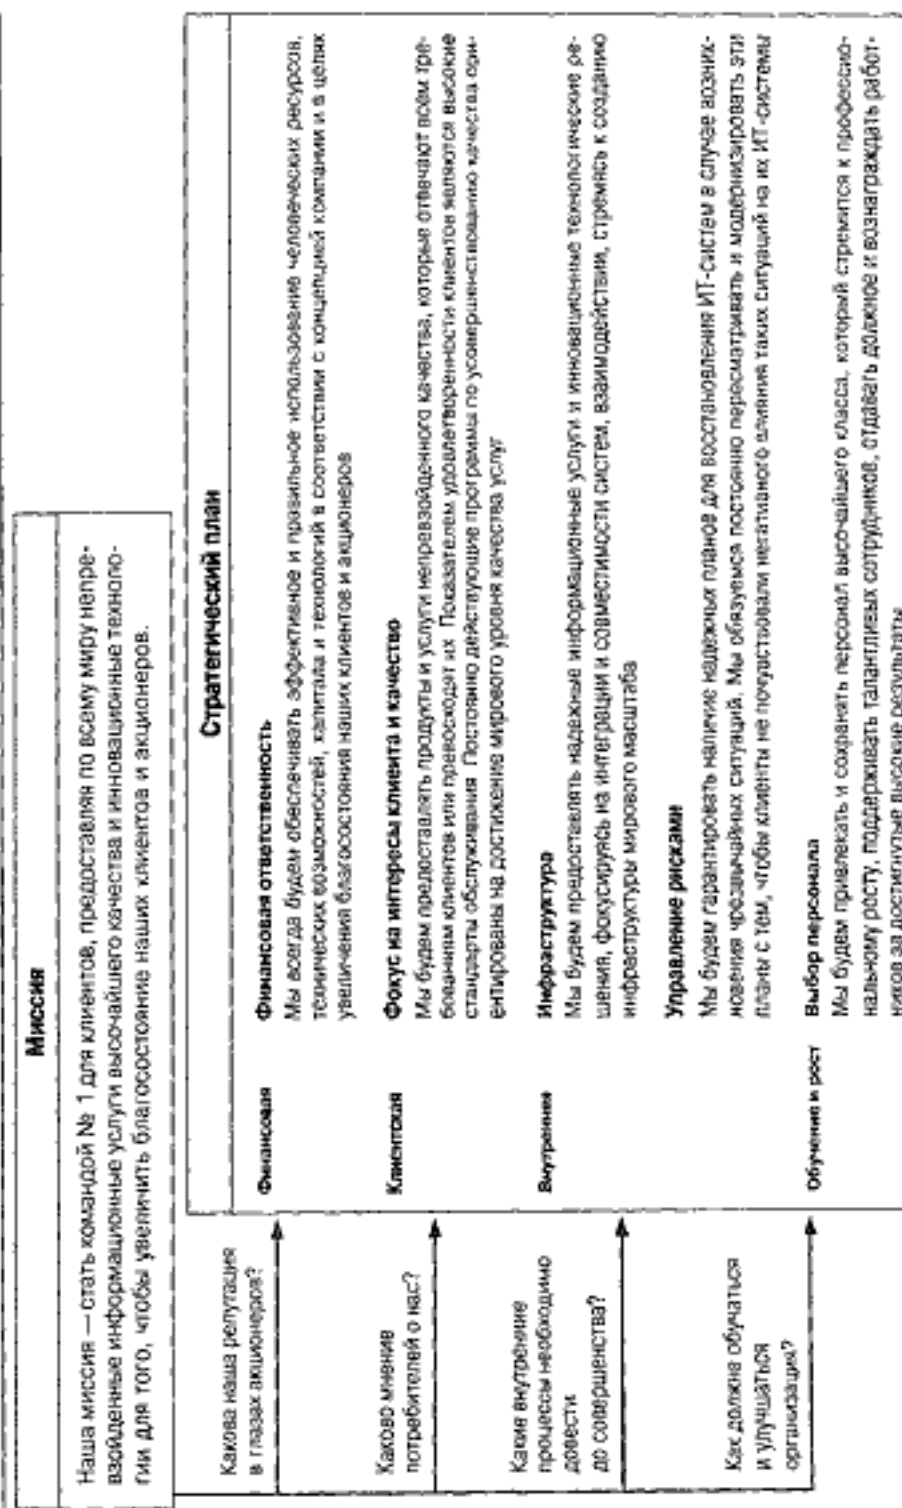 Миссия
Наша миссия — стать командой № 1 для клиентов, предоставляя по всему миру непре-
взойденные информационные услуги высочайшего качества и инновационные техноло-
гии для того, чтобы увеличить благосостояние наших клиентов и акционеров.
Стратегический план
Какова наша репутация
в глазах акционеров?
Финансовая
Финансовая ответственность
Мы всегда будем обеспечивать эффективное и правильное использование человеческих ресурсов,
технических возможностей, капитала и технологий в соответствии с концепцией компании и в целях
увеличения благосостояния наших клиентов и акционеров
Каково мнение
потребителей о нас?
Клиентская
Фокус на интересы клиента и качество
Мы будем предоставлять продукты и услуги непревзойденного качества, которые отвечают всем тре-
бованиям клиентов или превосходят их. Показателем удовлетворенности клиентов являются высокие
стандарты обслуживания. Постоянно действующие программы по усовершенствованию качества ори-
ентированы на достижение мирового уровня качества услуг
Какие внутренние
процессы необходимо
довести
до совершенства?
Внутренняя
Инфраструктура
Мы будем предоставлять надежные информационные услуги и инновационные технологические ре-
шения, фокусируясь на интеграции и совместимости систем, взаимодействии, стремясь к созданию
инфраструктуры мирового масштаба
Управление рисками
Мы будем гарантировать наличие надежных планов для восстановления ИТ-систем в случае возник-
новения чрезвычайных ситуаций. Мы обязуемся постоянно пересматривать и модернизировать эти
планы с тем, чтобы клиенты не почувствовали негативного влияния таких ситуаций на их ИТ-системы
Как должна обучаться
и улучшаться
организация?
Обучение и рост
Выбор персонала
Мы будем привлекать и сохранять персонал высочайшего класса, который стремится к профессио-
нальному росту, поддерживать талантливых сотрудников, отдавать должное и вознаграждать работ-
ников за достигнутые высокие результаты